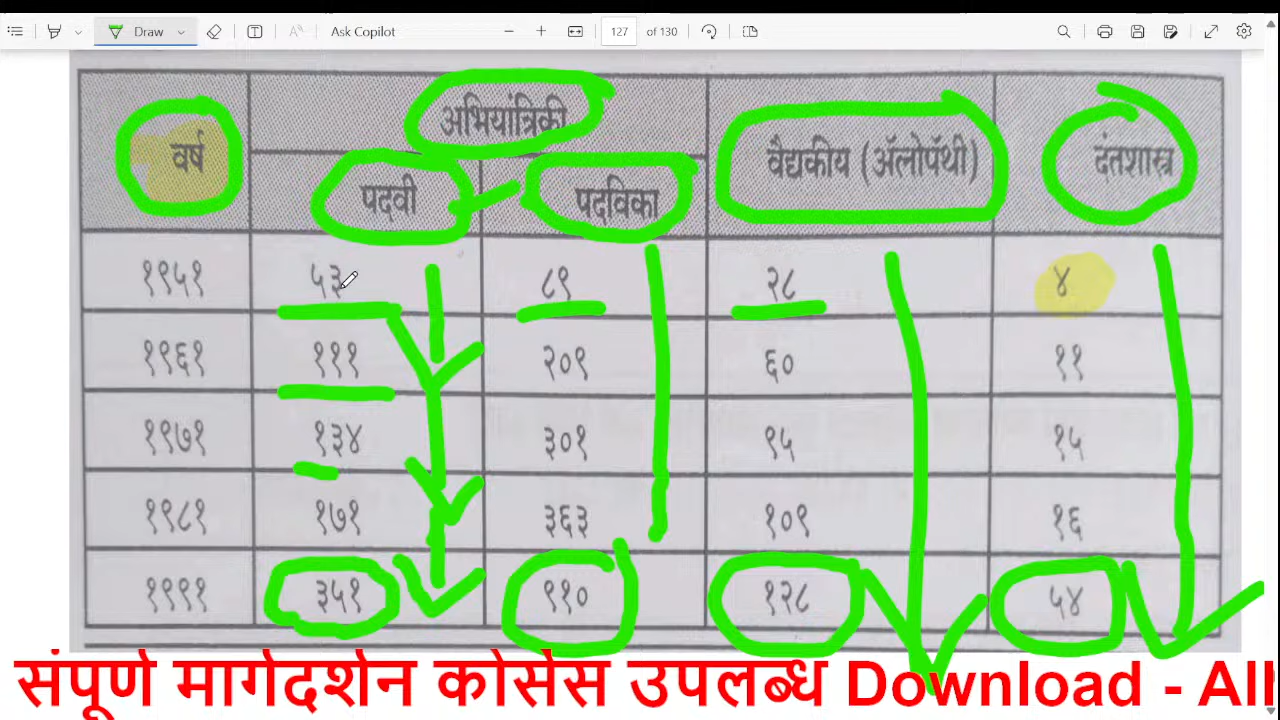 Draw
Ask Copilot
127 of 130
अभियांत्रिकी
वर्ष वैद्यकीय (ॲलोपॅथी) दंतशास्त्र
पदवी पदविका
१९५१ ५३ ८९ २८ ४
१९६१ १११ २०९ ६० ११
१९७१ १३४ ३०१ ९५ १५
१९८१ १७१ ३६३ १०९ १६
१९९१ ३५१ ९१० १२८ ५४
संपूर्ण मार्गदर्शन कोर्सेस उपलब्ध Download - All